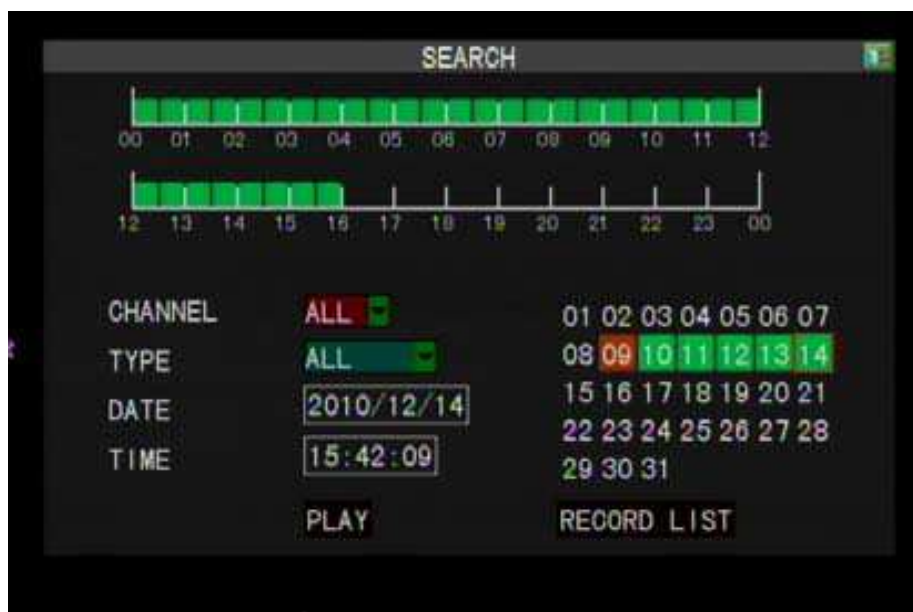 SEARCH
00 01 02 03 04 05 06 07 08 09 10 11 12
12 13 14 15 16 17 18 19 20 21 22 23 00
CHANNEL ALL
TYPE ALL
DATE 2010/12/14
TIME 15:42:09
01 02 03 04 05 06 07
08 09 10 11 12 13 14
15 16 17 18 19 20 21
22 23 24 25 26 27 28
29 30 31
PLAY
RECORD LIST